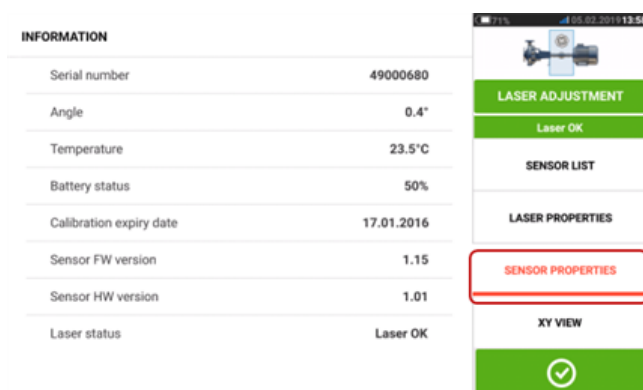 INFORMATION
Serial number 49000680
Angle 0.4°
Temperature 23.5°C
Battery status 50%
Calibration expiry date 17.01.2016
Sensor FW version 1.15
Sensor HW version 1.01
Laser status Laser OK
71% 05.02.2019
LASER ADJUSTMENT
Laser OK
SENSOR LIST
LASER PROPERTIES
SENSOR PROPERTIES
XY VIEW